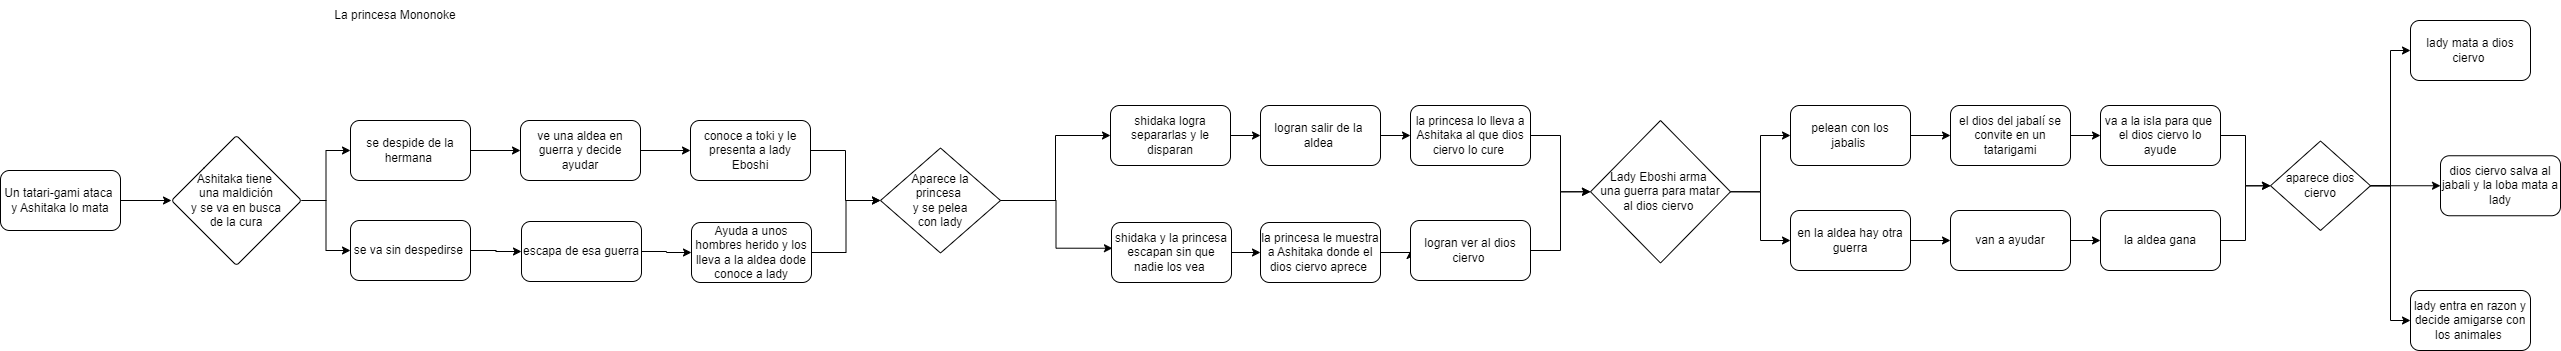 La princesa Mononoke
Un tatari-gami ataca
y Ashitaka lo mata
Ashitaka tiene
una maldición
y se va en busca
de la cura
se despide de la
hermana
ve una aldea en
guerra y decide
ayudar
conoce a toki y le
presenta a lady
Eboshi
se va sin despedirse
escapa de esa guerra
Ayuda a unos
hombres herido y los
lleva a la aldea dode
conoce a lady
Aparece la
princesa
y se pelea
con lady
shidaka logra
separarlas y le
disparan
logran salir de la
aldea
la princesa lo lleva a
Ashitaka al que dios
ciervo lo cure
shidaka y la princesa
escapan sin que
nadie los vea
la princesa le muestra
a Ashitaka donde el
dios ciervo aprece
logran ver al dios
ciervo
Lady Eboshi arma
una guerra para matar
al dios ciervo
pelean con los
jabalis
el dios del jabalí se
convite en un
tatarigami
va a la isla para que
el dios ciervo lo
ayude
en la aldea hay otra
guerra
van a ayudar
la aldea gana
aparece dios
ciervo
lady mata a dios
ciervo
dios ciervo salva al
jabali y la loba mata a
lady
lady entra en razon y
decide amigarse con
los animales